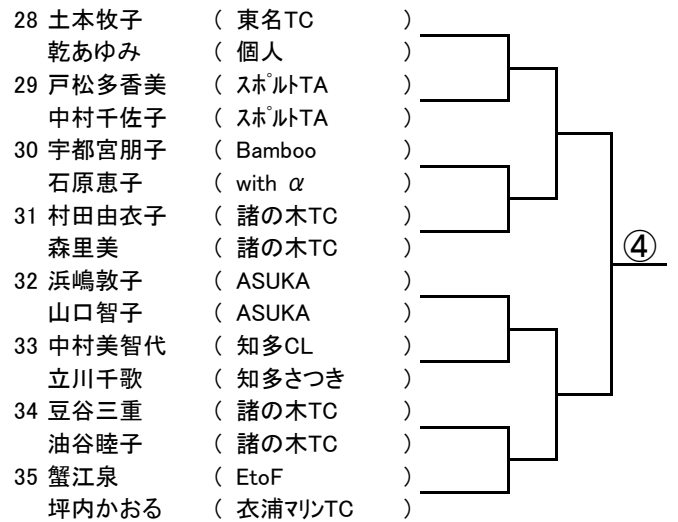 28 土本牧子 ( 東名TC )
乾あゆみ ( 個人 )
29 戸松多香美 ( スポルトTA )
中村千佐子 ( スポルトTA )
30 宇都宮朋子 ( Bamboo )
石原恵子 ( with α )
31 村田由衣子 ( 諸の木TC )
森里美 ( 諸の木TC )
④
32 浜嶋敦子 ( ASUKA )
山口智子 ( ASUKA )
33 中村美智代 ( 知多CL )
立川千歌 ( 知多さつき )
34 豆谷三重 ( 諸の木TC )
油谷睦子 ( 諸の木TC )
35 蟹江泉 ( EtoF )
坪内かおる ( 衣浦マリンTC )